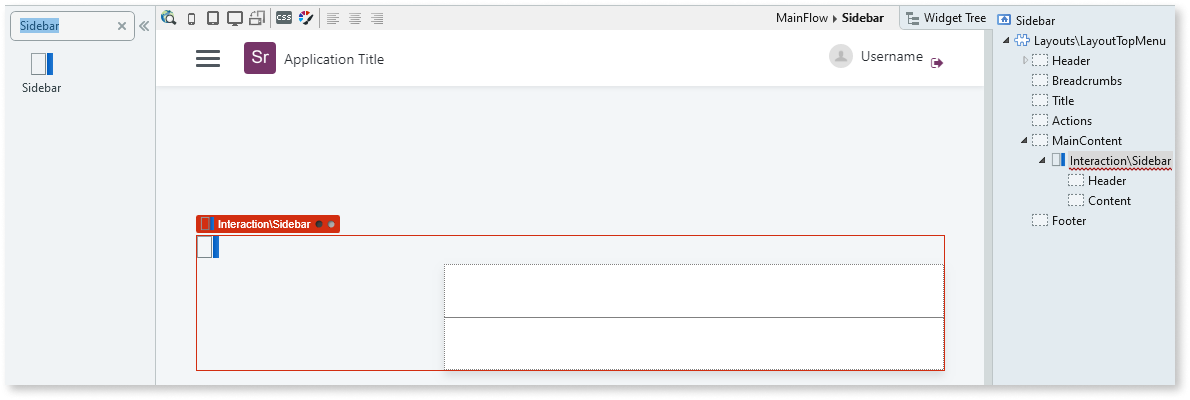 Sidebar
Sidebar
CSS
MainFlow Sidebar
Widget Tree
Sr
Application Title
Username
Interaction\Sidebar
Sidebar
Layouts\LayoutTopMenu
Header
Breadcrumbs
Title
Actions
MainContent
Interaction\Sidebar
Header
Content
Footer